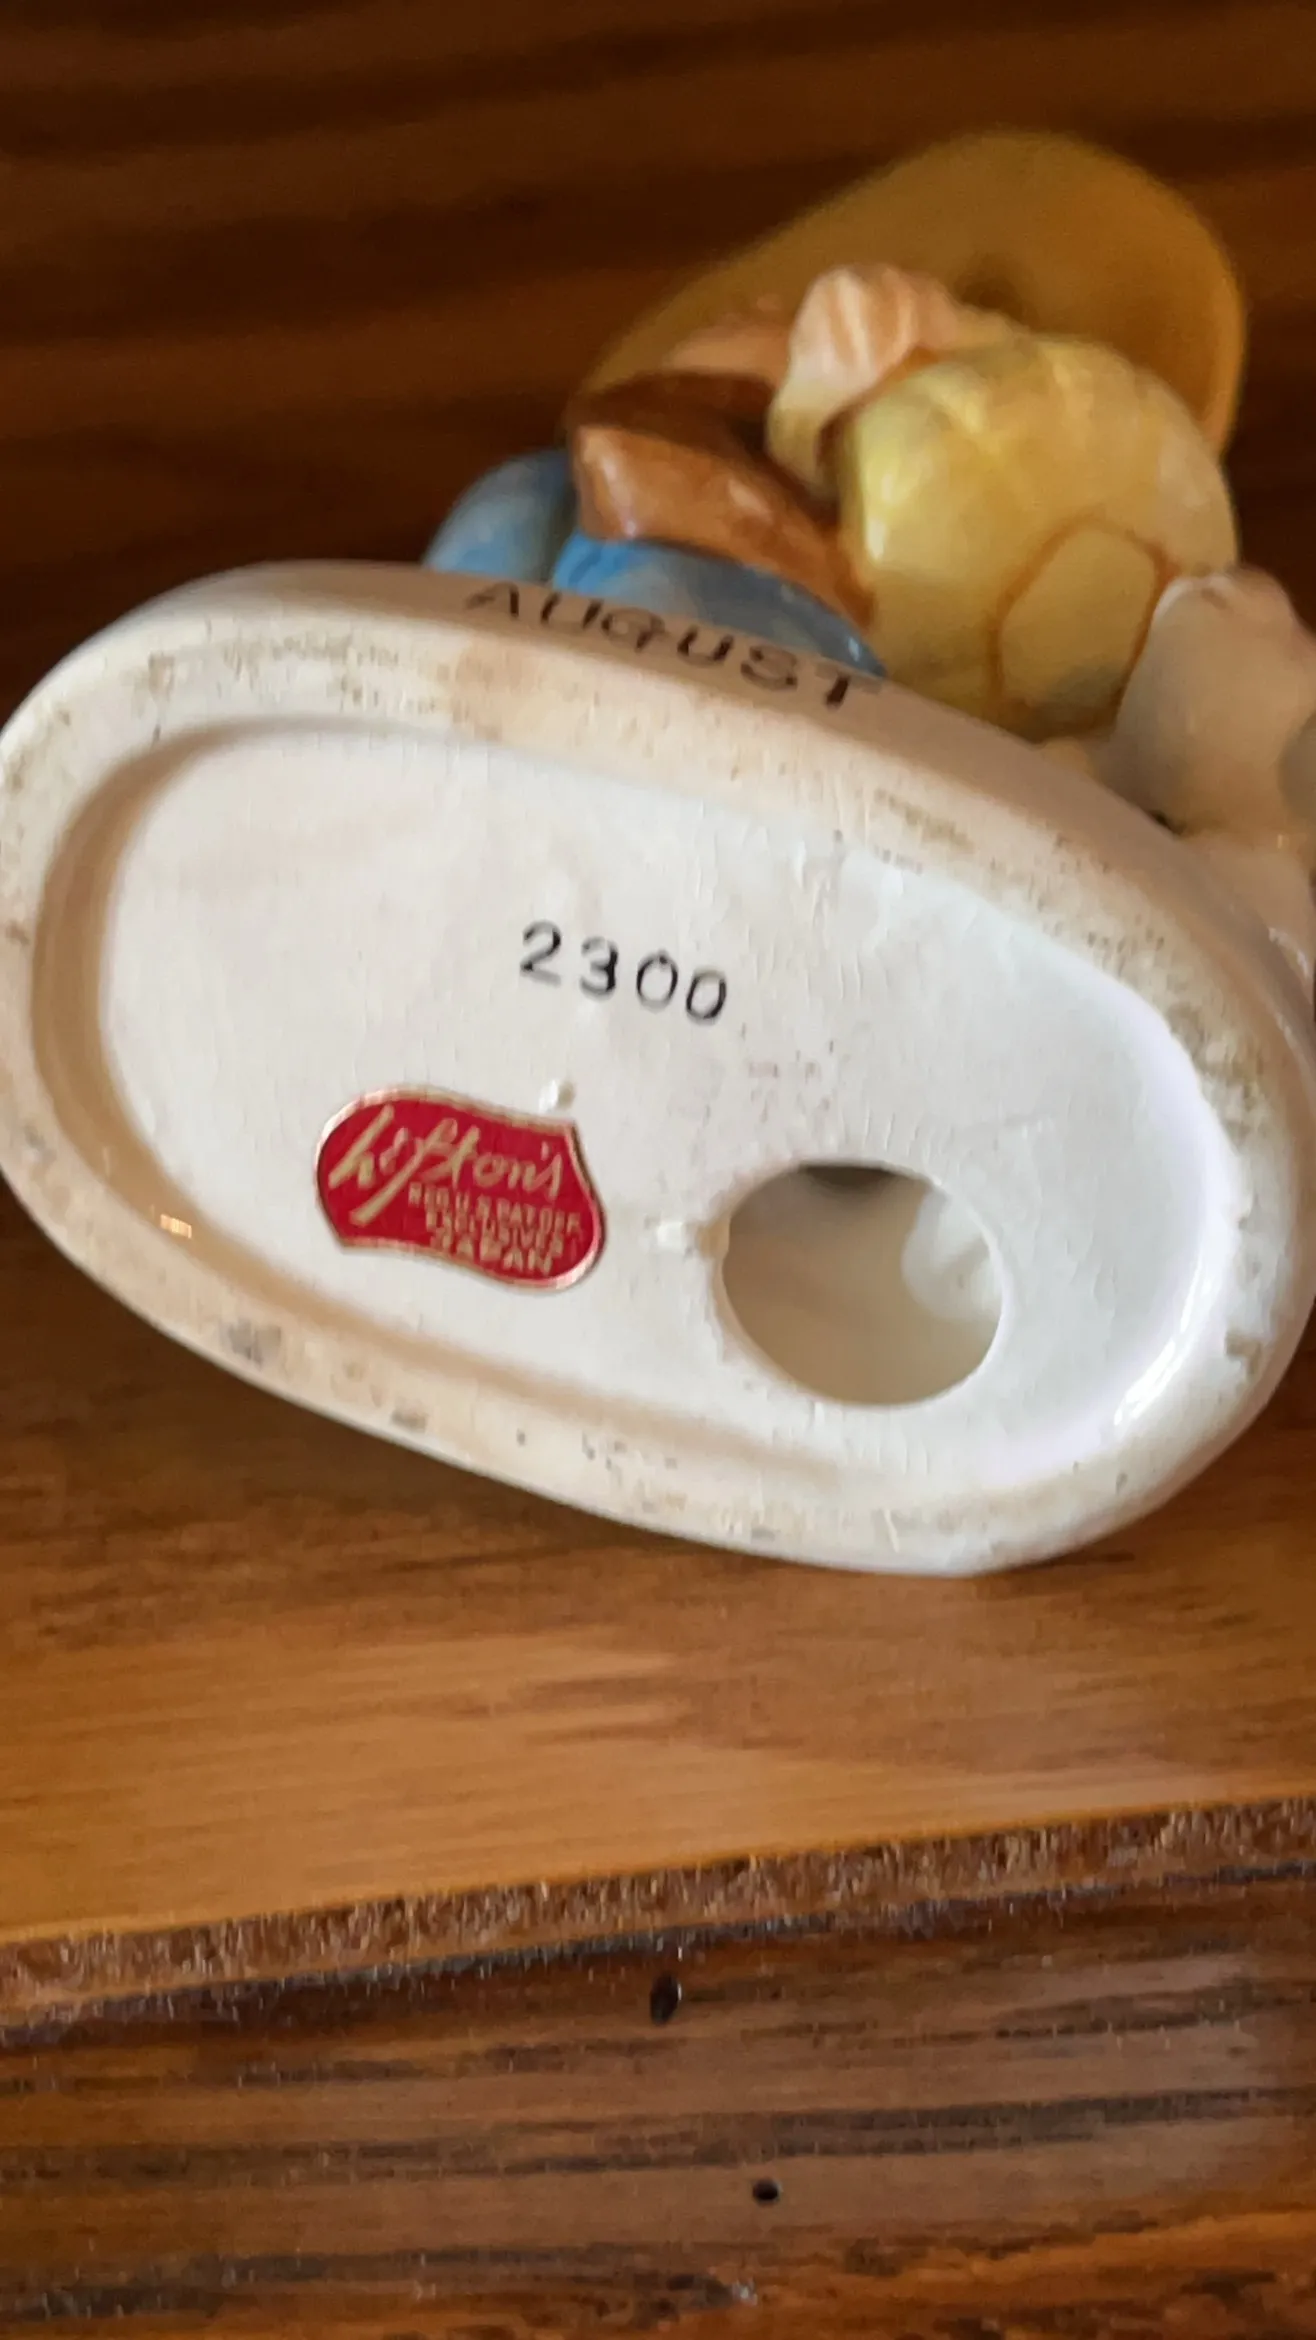 AUGUST
2300
Lefton's
REG. U.S. PAT. OFF.
EXCLUSIVES
JAPAN